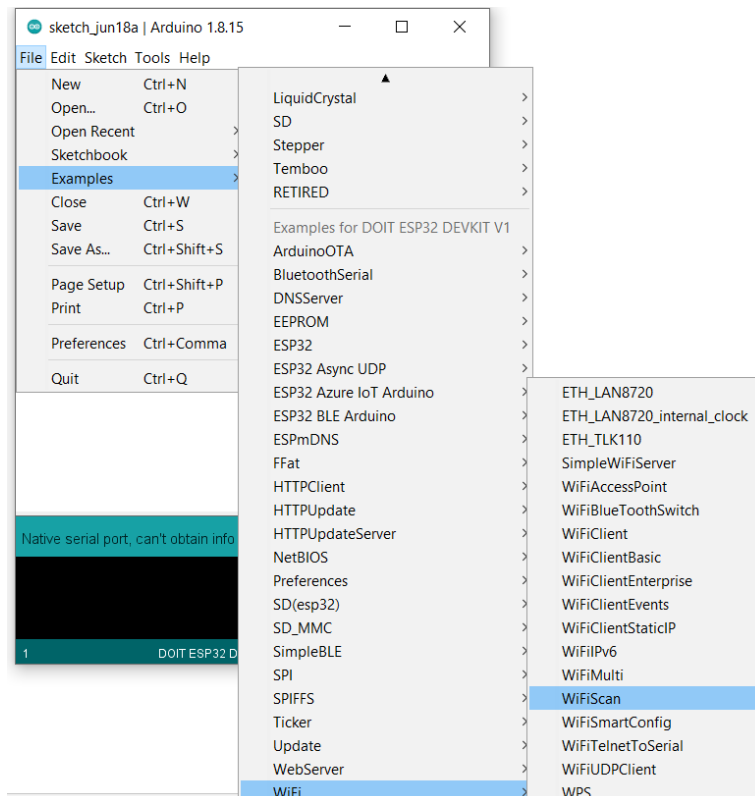 sketch_jun18a | Arduino 1.8.15
File Edit Sketch Tools Help
New Ctrl+N
Open... Ctrl+O
Open Recent
Sketchbook
Examples
Close Ctrl+W
Save Ctrl+S
Save As... Ctrl+Shift+S
Page Setup Ctrl+Shift+P
Print Ctrl+P
Preferences Ctrl+Comma
Quit Ctrl+Q
Native serial port, can't obtain info
1 DOIT ESP32 D
LiquidCrystal
SD
Stepper
Temboo
RETIRED
Examples for DOIT ESP32 DEVKIT V1
ArduinoOTA
BluetoothSerial
DNSServer
EEPROM
ESP32
ESP32 Async UDP
ESP32 Azure IoT Arduino
ESP32 BLE Arduino
ESPmDNS
FFat
HTTPClient
HTTPUpdate
HTTPUpdateServer
NetBIOS
Preferences
SD(esp32)
SD_MMC
SimpleBLE
SPI
SPIFFS
Ticker
Update
WebServer
WiFi
ETH_LAN8720
ETH_LAN8720_internal_clock
ETH_TLK110
SimpleWiFiServer
WiFiAccessPoint
WiFiBlueToothSwitch
WiFiClient
WiFiClientBasic
WiFiClientEnterprise
WiFiClientEvents
WiFiClientStaticIP
WiFiIPv6
WiFiMulti
WiFiScan
WiFiSmartConfig
WiFiTelnetToSerial
WiFiUDPClient
WPS